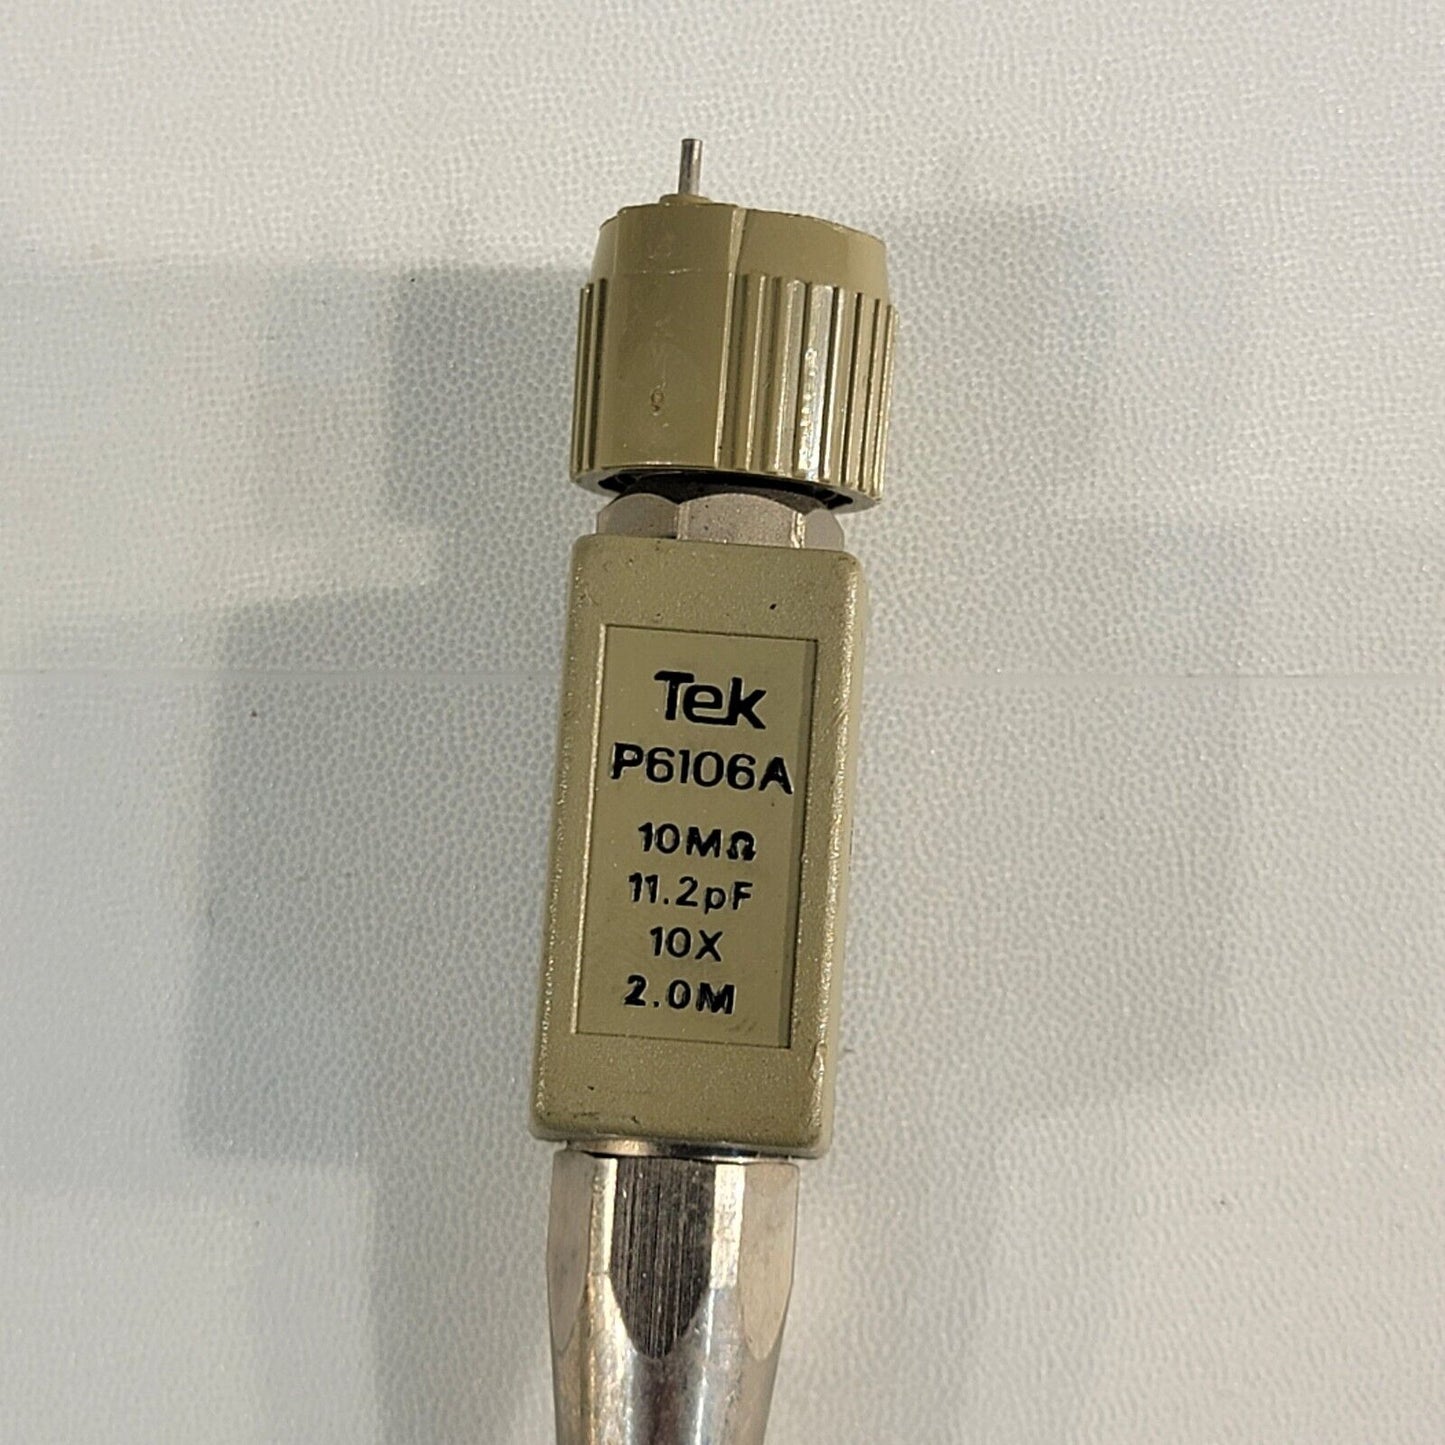 Tek
P6106A
10MΩ
11.2pF
10X
2.0M